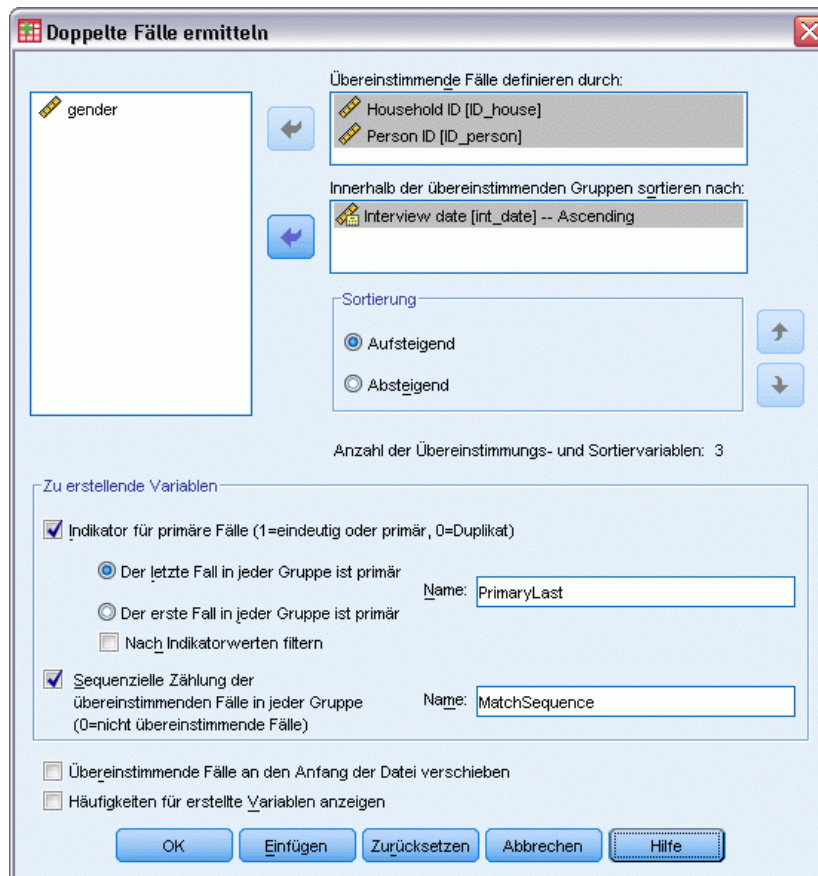 Doppelte Fälle ermitteln
gender
Übereinstimmende Fälle definieren durch:
Household ID [ID_house]
Person ID [ID_person]
Innerhalb der übereinstimmenden Gruppen sortieren nach:
Interview date [int_date] -- Ascending
Sortierung
Aufsteigend
Absteigend
Anzahl der Übereinstimmungs- und Sortiervariablen: 3
Zu erstellende Variablen
Indikator für primäre Fälle (1=eindeutig oder primär, 0=Duplikat)
Der letzte Fall in jeder Gruppe ist primär
Name: PrimaryLast
Der erste Fall in jeder Gruppe ist primär
Nach Indikatorwerten filtern
Sequenzielle Zählung der
übereinstimmenden Fälle in jeder Gruppe
(0=nicht übereinstimmende Fälle)
Name: MatchSequence
Übereinstimmende Fälle an den Anfang der Datei verschieben
Häufigkeiten für erstellte Variablen anzeigen
OK Einfügen Zurücksetzen Abbrechen Hilfe